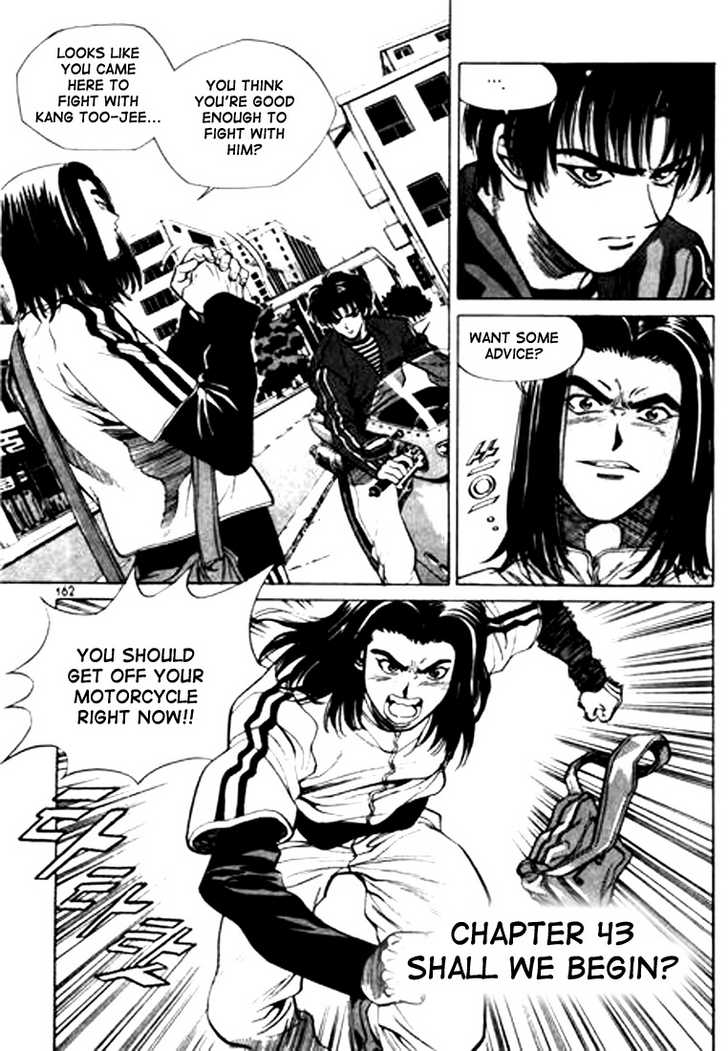 LOOKS LIKE
YOU CAME
HERE TO
FIGHT WITH
KANG TOO-JEE...
YOU THINK
YOU'RE GOOD
ENOUGH TO
FIGHT WITH
HIM?
...
WANT SOME
ADVICE?
162
YOU SHOULD
GET OFF YOUR
MOTORCYCLE
RIGHT NOW!!
CHAPTER 43
SHALL WE BEGIN?